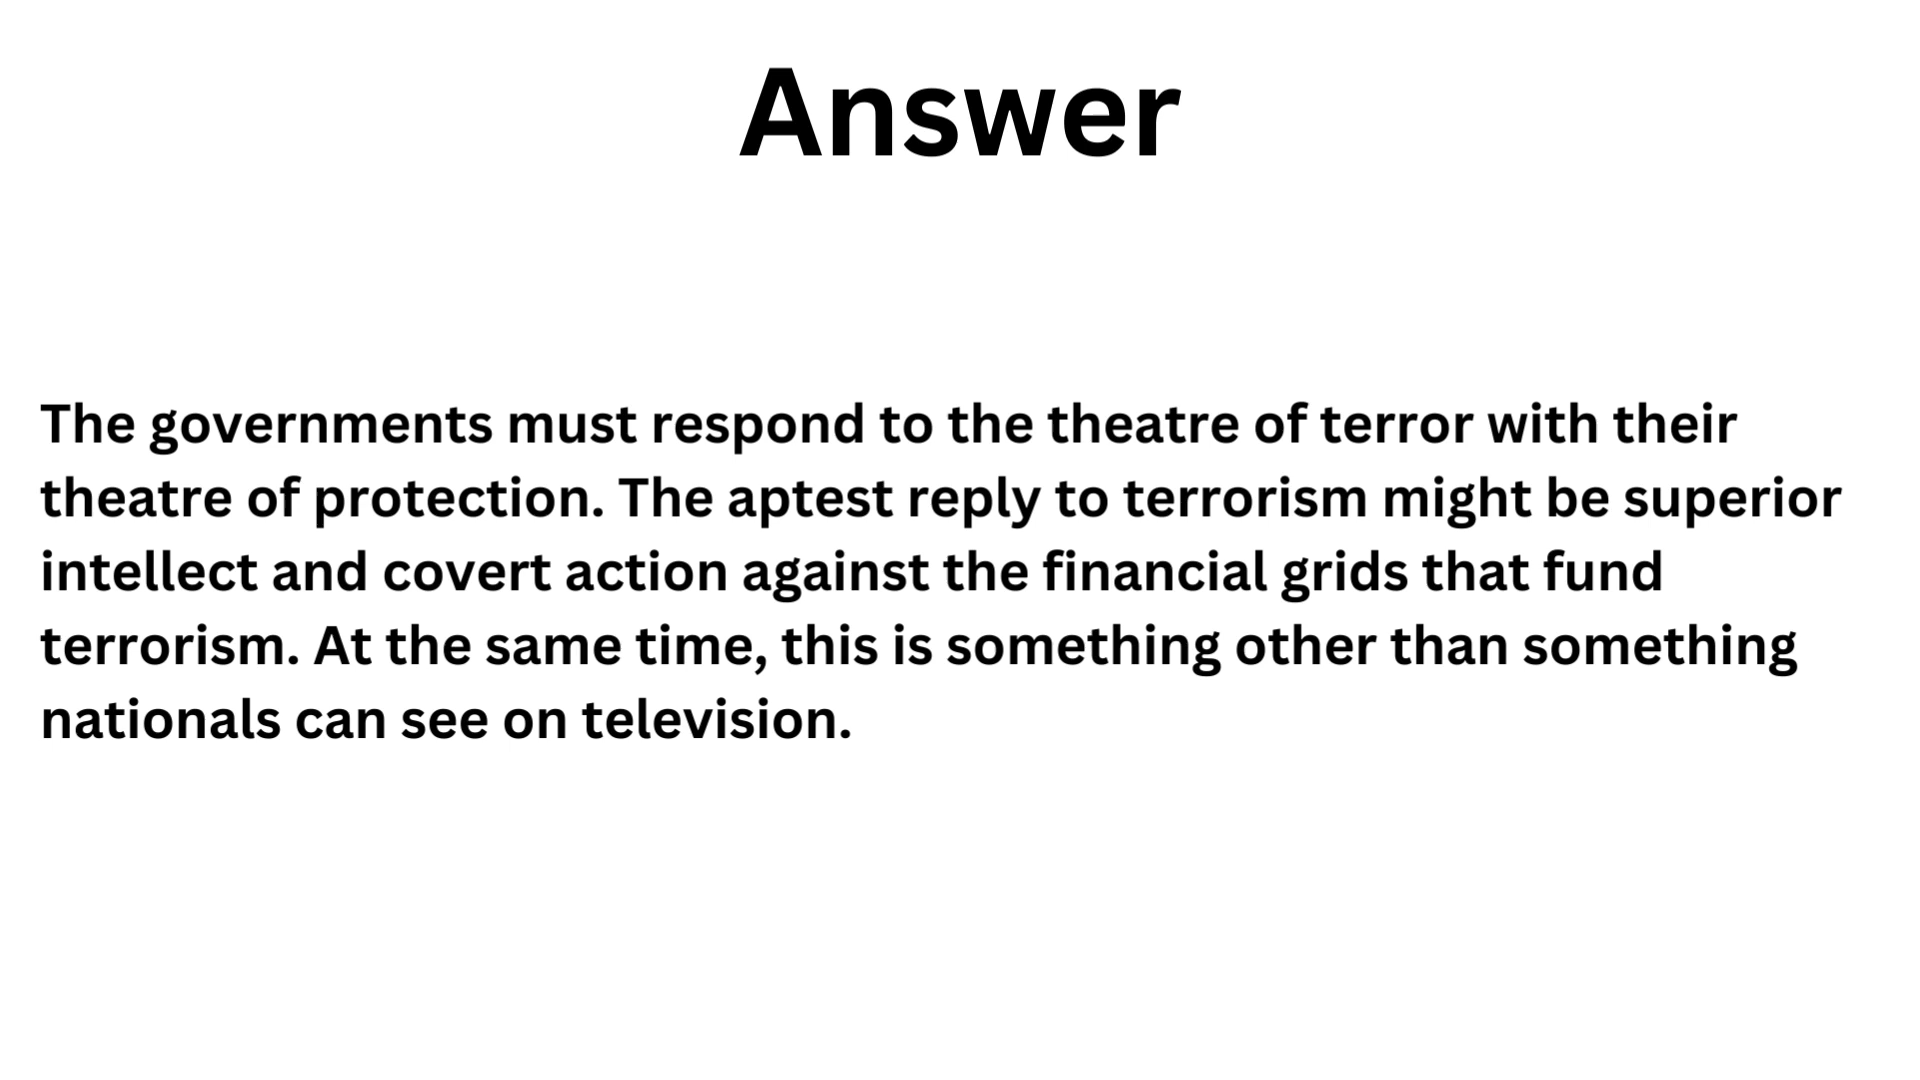 Answer
The governments must respond to the theatre of terror with their
theatre of protection. The aptest reply to terrorism might be superior
intellect and covert action against the financial grids that fund
terrorism. At the same time, this is something other than something
nationals can see on television.